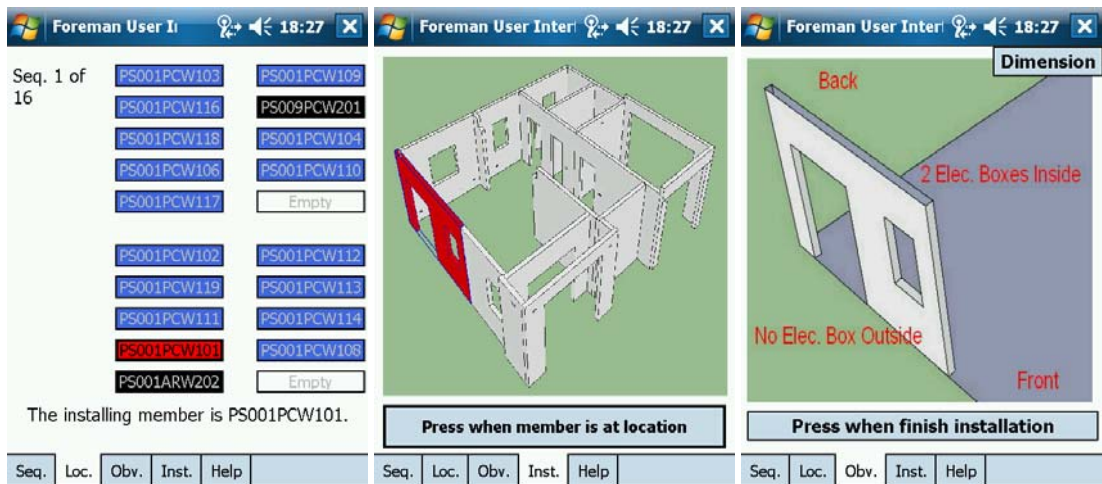 Foreman User I
18:27
Seq. 1 of
16
PS001PCW103
PS001PCW109
PS001PCW116
PS009PCW201
PS001PCW118
PS001PCW104
PS001PCW106
PS001PCW110
PS001PCW117
Empty
PS001PCW102
PS001PCW112
PS001PCW119
PS001PCW113
PS001PCW111
PS001PCW114
PS001PCW101
PS001PCW108
PS001ARW202
Empty
The installing member is PS001PCW101.
Seq. Loc. Obv. Inst. Help
Foreman User Inter
18:27
Press when member is at location
Seq. Loc. Obv. Inst. Help
Foreman User Inter
18:27
Dimension
Back
2 Elec. Boxes Inside
No Elec. Box Outside
Front
Press when finish installation
Seq. Loc. Obv. Inst. Help